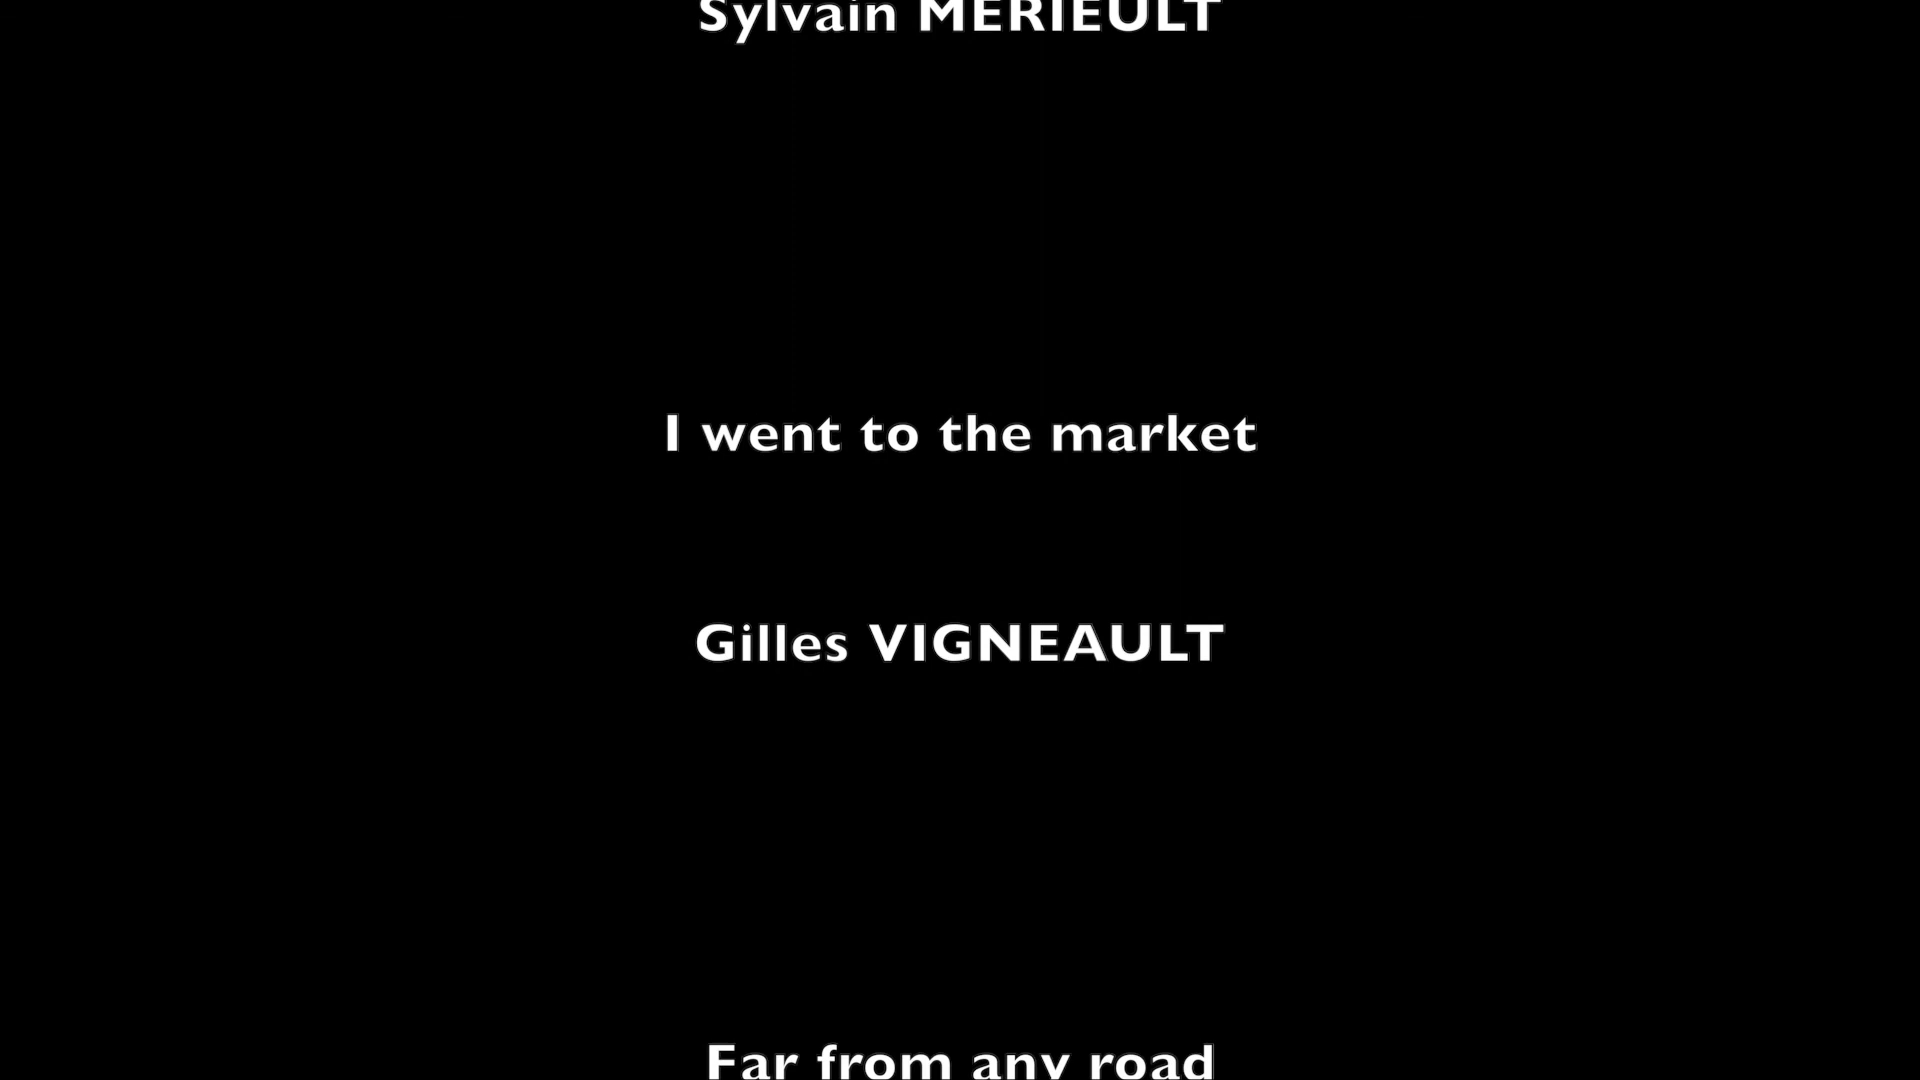 Sylvain MERIEULT
I went to the market
Gilles VIGNEAULT
Far from any road